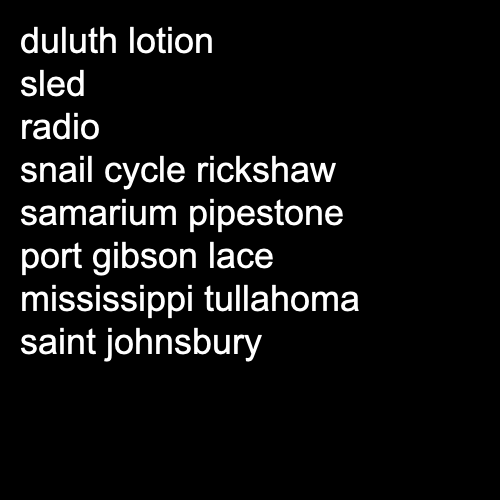 duluth lotion
sled
radio
snail cycle rickshaw
samarium pipestone
port gibson lace
mississippi tullahoma
saint johnsbury